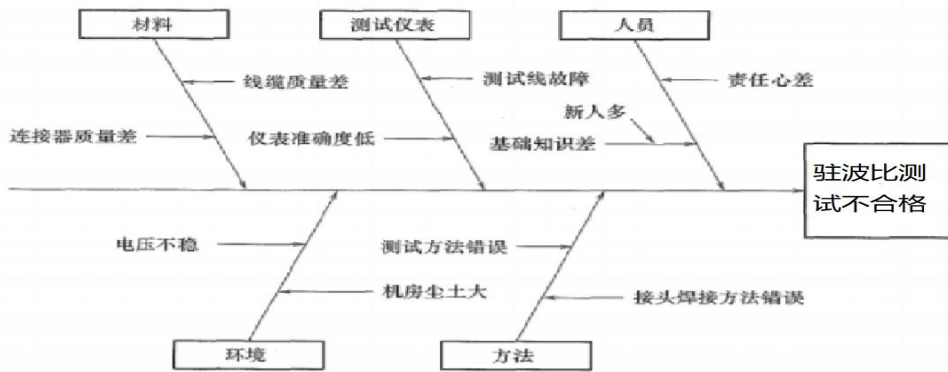 材料
测试仪表
人员
线缆质量差
测试线故障
责任心差
新人多
连接器质量差
仪表准确度低
基础知识差
驻波比测
试不合格
电压不稳
测试方法错误
机房尘土大
接头焊接方法错误
环境
方法